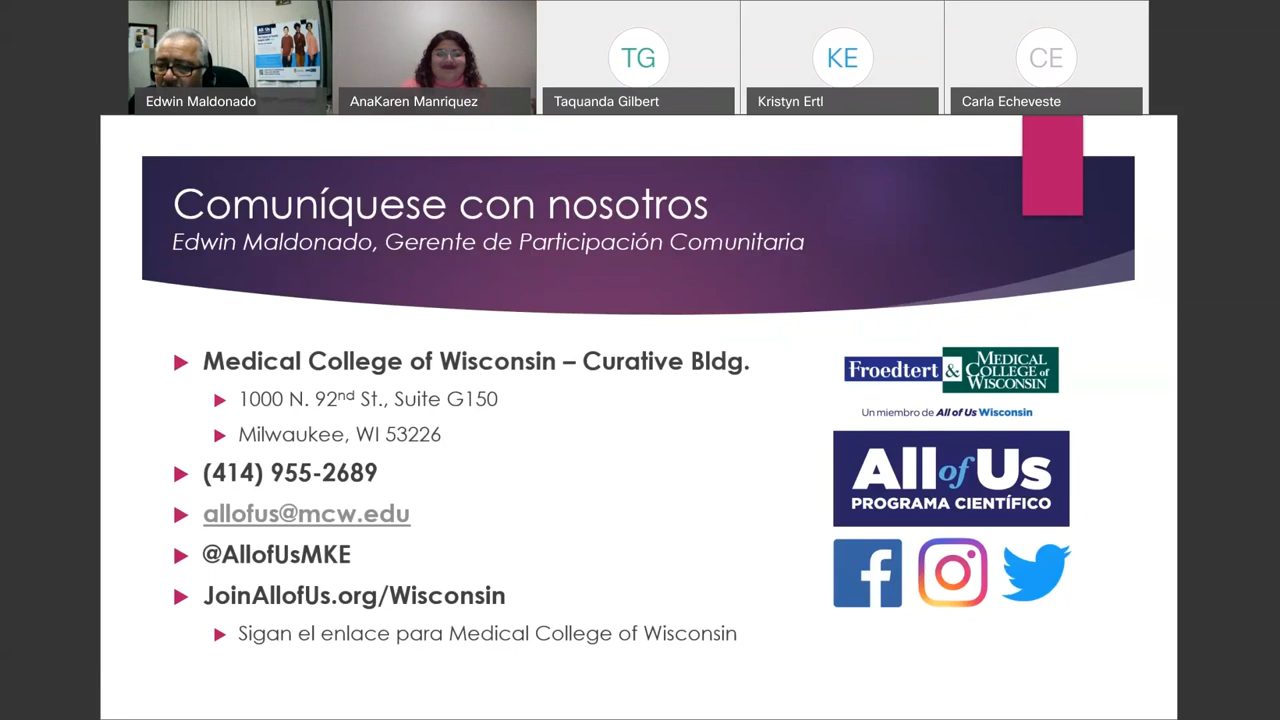 Edwin Maldonado
AnaKaren Manriquez
TG
Taquanda Gilbert
KE
Kristyn Ertl
CE
Carla Echeveste
Comuníquese con nosotros
Edwin Maldonado, Gerente de Participación Comunitaria
Medical College of Wisconsin – Curative Bldg.
1000 N. 92nd St., Suite G150
Milwaukee, WI 53226
(414) 955-2689
allofus@mcw.edu
@AllofUsMKE
JoinAllofUs.org/Wisconsin
Sigan el enlace para Medical College of Wisconsin
Froedtert & MEDICAL
COLLEGE of
WISCONSIN
Un miembro de All of Us Wisconsin
All of Us
PROGRAMA CIENTÍFICO